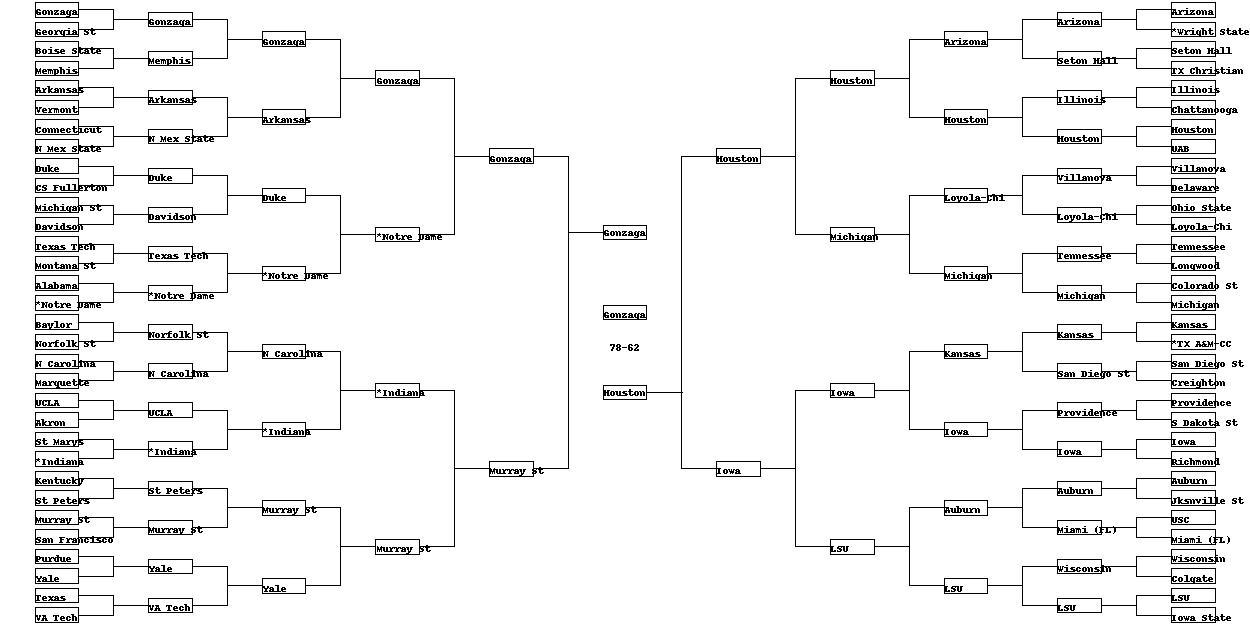 Gonzaga
Georgia St
Boise State
Memphis
Arkansas
Vermont
Connecticut
N Mex State
Duke
CS Fullerton
Michigan St
Davidson
Texas Tech
Montana St
Alabama
*Notre Dame
Baylor
Norfolk St
N Carolina
Marquette
UCLA
Akron
St Marys
*Indiana
Kentucky
St Peters
Murray St
San Francisco
Purdue
Yale
Texas
VA Tech
Gonzaga
Memphis
Arkansas
N Mex State
Duke
Davidson
Texas Tech
*Notre Dame
Norfolk St
N Carolina
UCLA
*Indiana
St Peters
Murray St
Yale
VA Tech
Gonzaga
Arkansas
Duke
*Notre Dame
N Carolina
*Indiana
Murray St
Yale
Gonzaga
*Notre Dame
*Indiana
Murray St
Gonzaga
Murray St
Gonzaga
Gonzaga
78-62
Houston
Houston
Iowa
Houston
Michigan
Iowa
LSU
Arizona
Houston
Loyola-Chi
Michigan
Kansas
Iowa
Auburn
LSU
Arizona
Seton Hall
Illinois
Houston
Villanova
Loyola-Chi
Tennessee
Michigan
Kansas
San Diego St
Providence
Iowa
Auburn
Miami (FL)
Wisconsin
LSU
Arizona
*Wright State
Seton Hall
TX Christian
Illinois
Chattanooga
Houston
UAB
Villanova
Delaware
Ohio State
Loyola-Chi
Tennessee
Longwood
Colorado St
Michigan
Kansas
*TX A&M-CC
San Diego St
Creighton
Providence
S Dakota St
Iowa
Richmond
Auburn
Jksnville St
USC
Miami (FL)
Wisconsin
Colgate
LSU
Iowa State